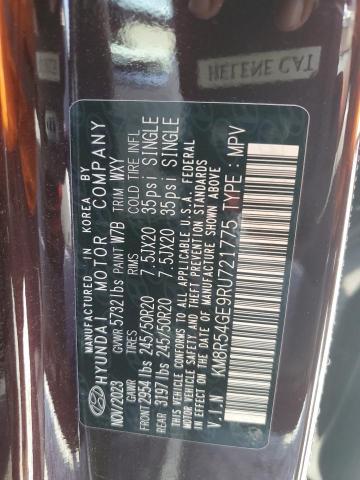 MANUFACTURED IN KOREA BY
HYUNDAI MOTOR COMPANY
NOV/2023 GVWR 5732 lbs PAINT W7B TRIM WXY
GAWR RIMS COLD TIRE INFL
FRONT 2954 lbs 245/50R20 7.5JX20 35psi SINGLE
REAR 3197 lbs 245/50R20 7.5JX20 35psi SINGLE
THIS VEHICLE CONFORMS TO ALL APPLICABLE U.S.A. FEDERAL
MOTOR VEHICLE SAFETY BUMPER AND THEFT PREVENTION STANDARDS
IN EFFECT ON THE DATE OF MANUFACTURE SHOWN ABOVE.
V.I.N : KM8R54GE9RU721775 TYPE : MPV
HELENE CAT